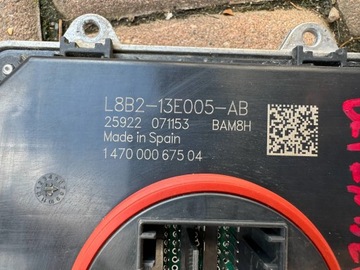 L8B2-13E005-AB
25922 071153 BAM8H
Made in Spain
1 470 000 675 04